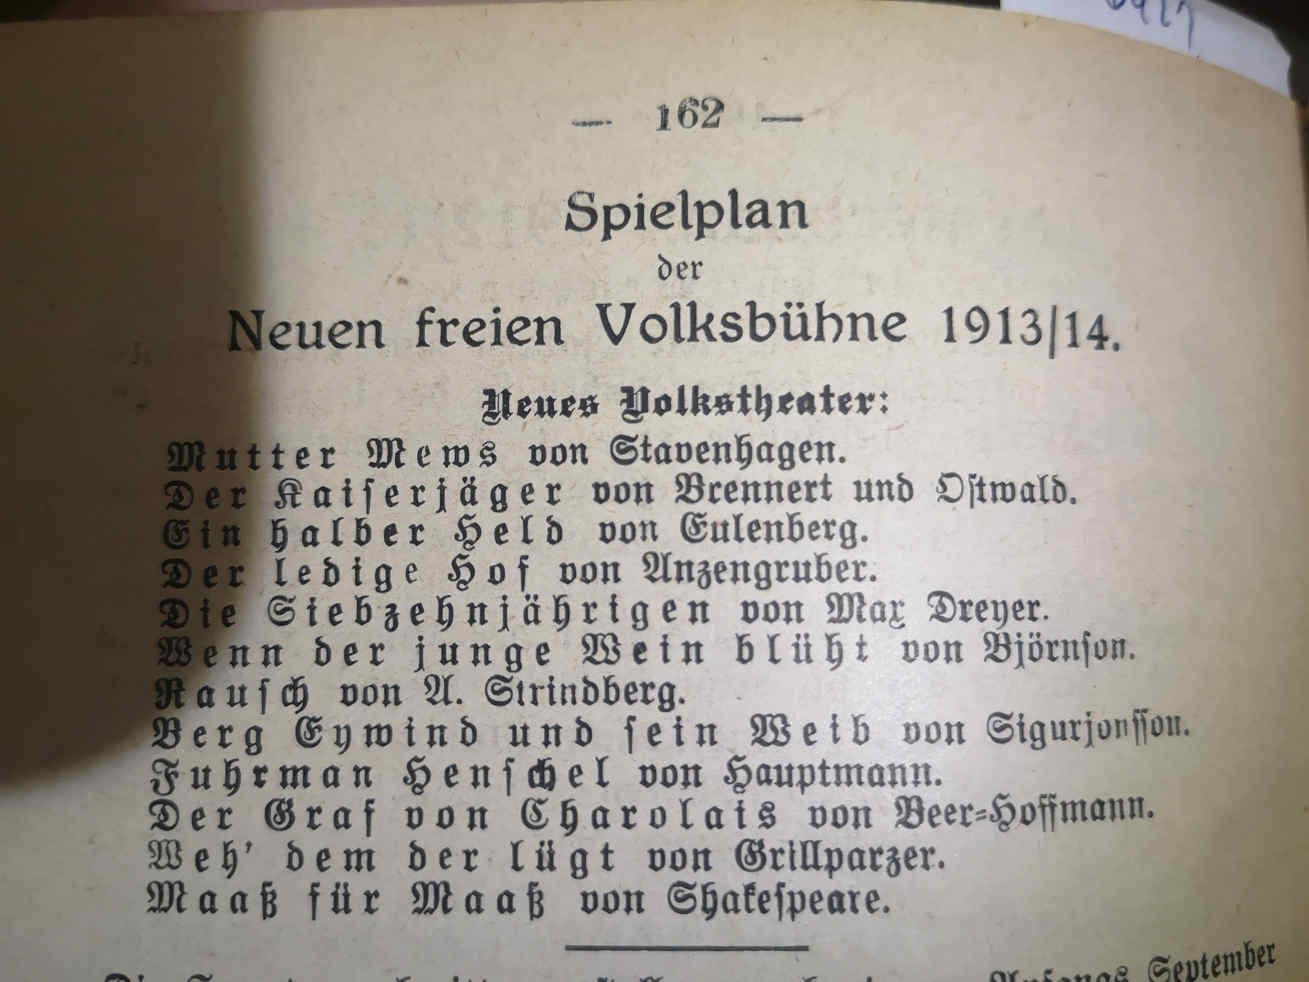 — 162 —
Spielplan
der
Neuen freien Volksbühne 1913/14.
Neues Volkstheater:
Mutter Mews von Stavenhagen.
Der Kaiserjäger von Brennert und Ostwald.
Ein halber Held von Eulenberg.
Der ledige Hof von Anzengruber.
Die Siebzehnjährigen von Max Dreyer.
Wenn der junge Wein blüht von Björnson.
Rausch von A. Strindberg.
Berg Eywind und sein Weib von Sigurjonsson.
Fuhrman Henschel von Hauptmann.
Der Graf von Charolais von Beer-Hoffmann.
Weh' dem der lügt von Grillparzer.
Maaß für Maaß von Shakespeare.
Anfangs September